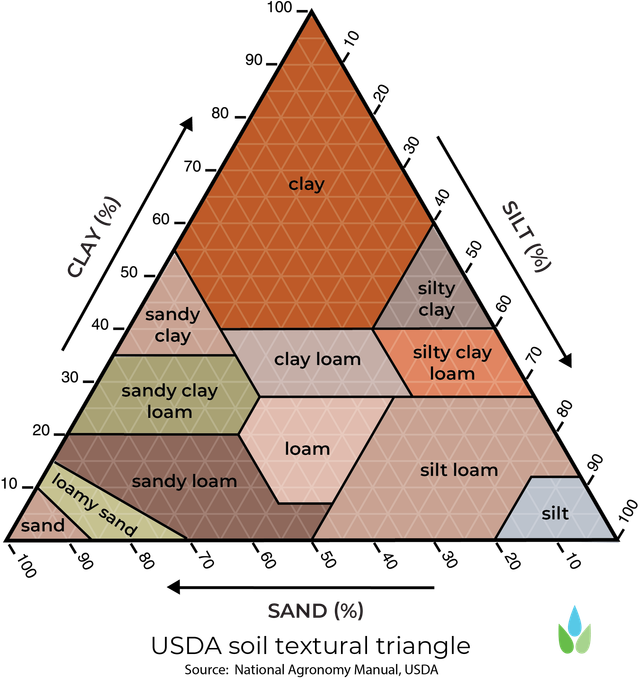 100
90
80
70
60
50
40
30
20
10
CLAY (%)
10
20
30
40
50
60
70
80
90
100
SILT (%)
clay
silty
clay
sandy
clay
clay loam
silty clay
loam
sandy clay
loam
loam
silt loam
sandy loam
loamy sand
sand
silt
100
90
80
70
60
50
40
30
20
10
SAND (%)
USDA soil textural triangle
Source: National Agronomy Manual, USDA